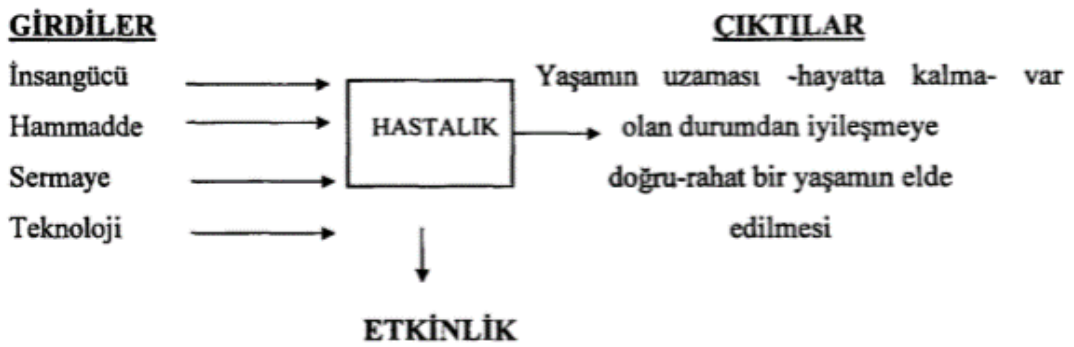 GİRDİLER ÇIKTILAR
İnsangücü Yaşamın uzaması -hayatta kalma- var
Hammadde HASTALIK olan durumdan iyileşmeye
Sermaye doğru-rahat bir yaşamın elde
Teknoloji edilmesi
ETKİNLİK